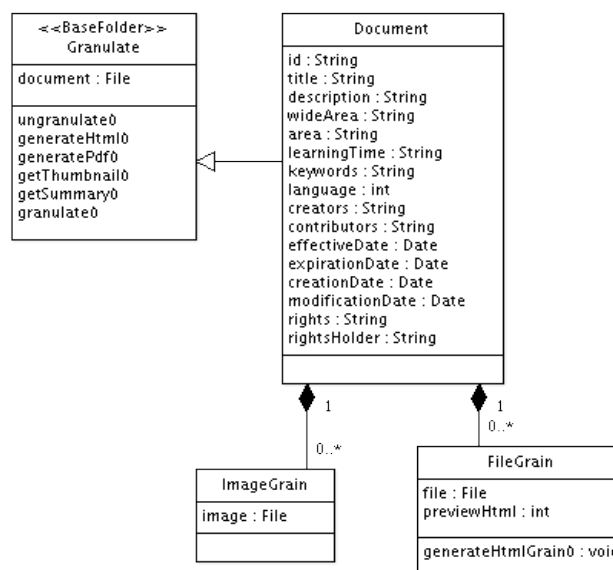 <<BaseFolder>>
Granulate
document : File
ungranulate()
generateHtml()
generatePdf()
getThumbnail()
getSummary()
granulate()
Document
id : String
title : String
description : String
wideArea : String
area : String
learningTime : String
keywords : String
language : int
creators : String
contributors : String
effectiveDate : Date
expirationDate : Date
creationDate : Date
modificationDate : Date
rights : String
rightsHolder : String
1
0..*
1
0..*
ImageGrain
image : File
FileGrain
file : File
previewHtml : int
generateHtmlGrain() : void